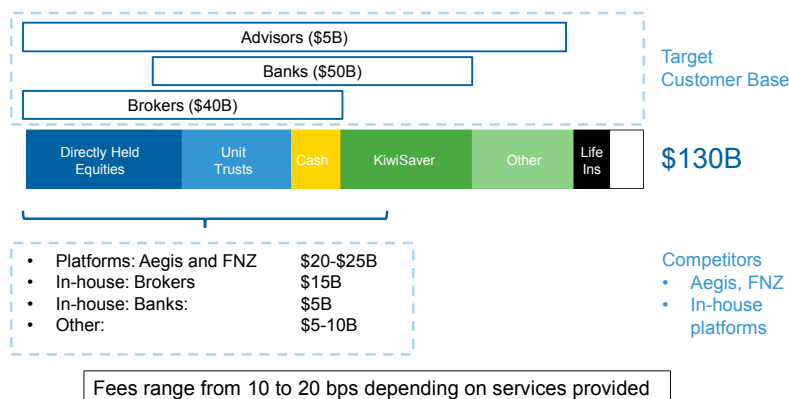 Advisors ($5B)
Banks ($50B)
Brokers ($40B)
Target
Customer Base
Directly Held
Equities
Unit
Trusts
Cash
KiwiSaver
Other
Life
Ins
$130B
• Platforms: Aegis and FNZ $20-$25B
• In-house: Brokers $15B
• In-house: Banks: $5B
• Other: $5-10B
Competitors
• Aegis, FNZ
• In-house
platforms
Fees range from 10 to 20 bps depending on services provided